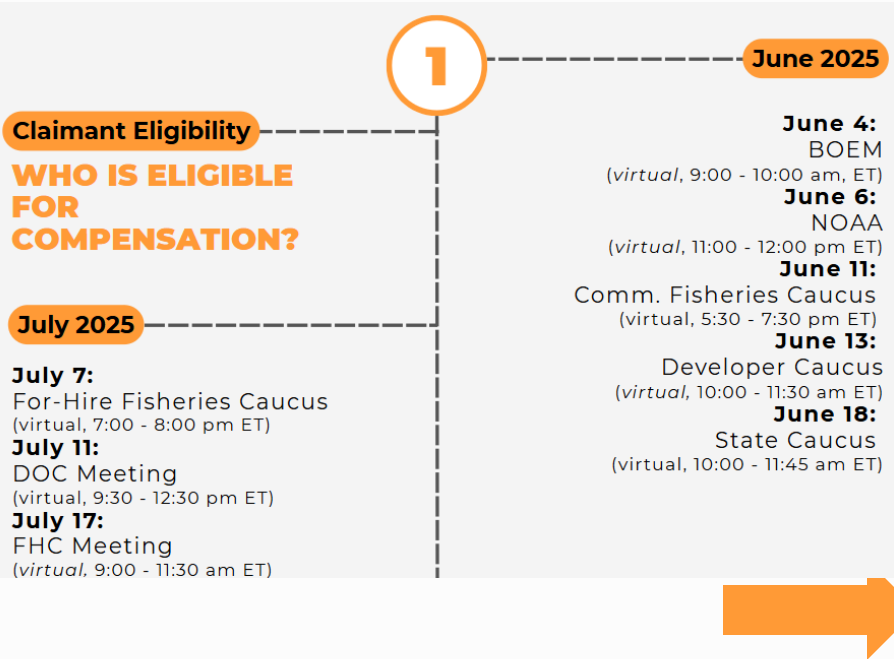 1
June 2025
Claimant Eligibility
WHO IS ELIGIBLE
FOR
COMPENSATION?
June 4:
BOEM
(virtual, 9:00 - 10:00 am, ET)
June 6:
NOAA
(virtual, 11:00 - 12:00 pm ET)
June 11:
Comm. Fisheries Caucus
(virtual, 5:30 - 7:30 pm ET)
June 13:
Developer Caucus
(virtual, 10:00 - 11:30 am ET)
June 18:
State Caucus
(virtual, 10:00 - 11:45 am ET)
July 2025
July 7:
For-Hire Fisheries Caucus
(virtual, 7:00 - 8:00 pm ET)
July 11:
DOC Meeting
(virtual, 9:30 - 12:30 pm ET)
July 17:
FHC Meeting
(virtual, 9:00 - 11:30 am ET)